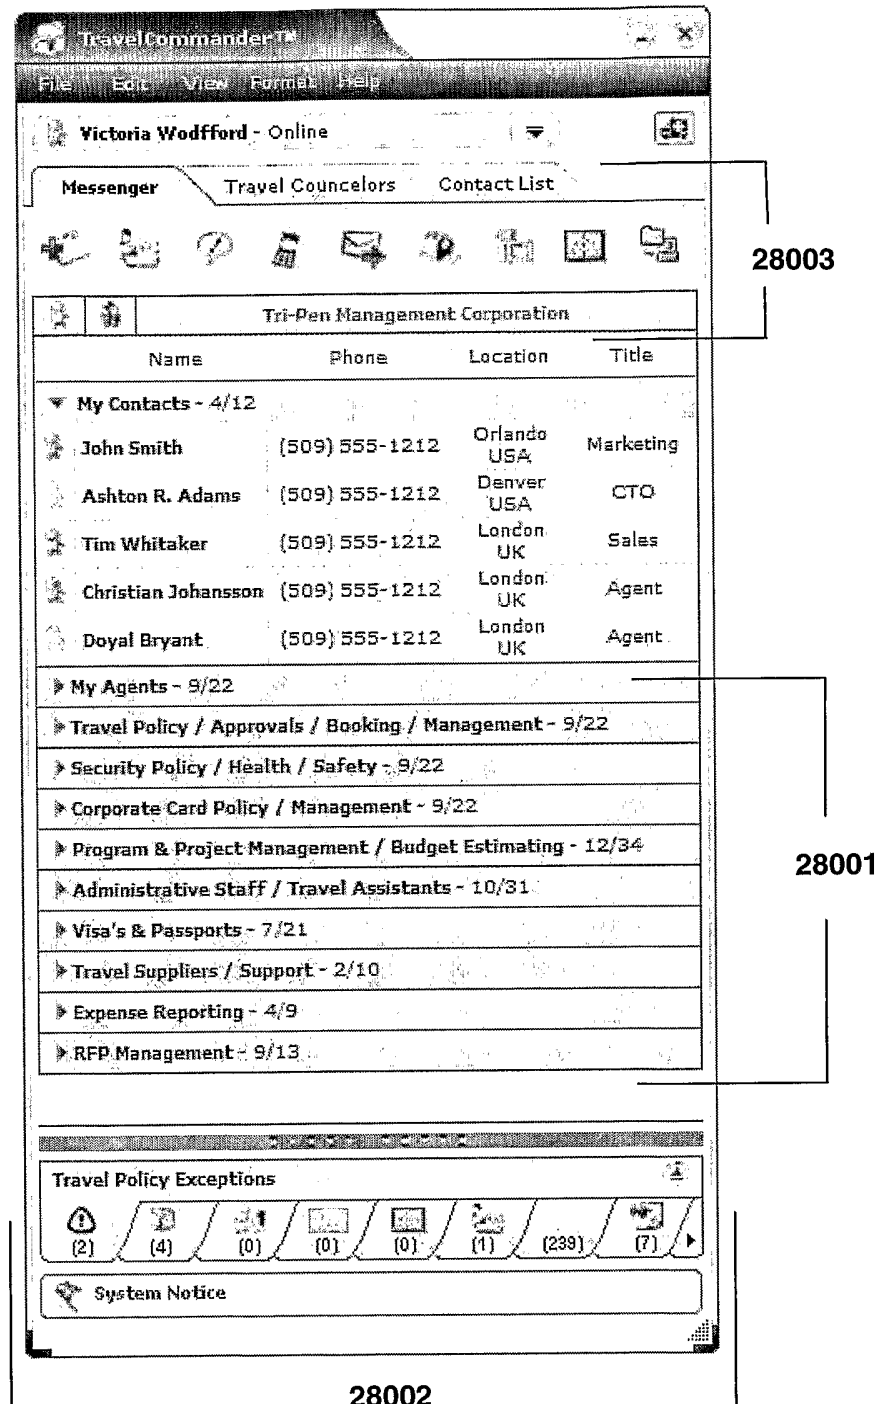 TravelCommander™
File Edit View Format Help
Victoria Wodfford - Online
Messenger Travel Councelors Contact List
28003
Tri-Pen Management Corporation
Name Phone Location Title
My Contacts - 4/12
John Smith (509) 555-1212 Orlando USA Marketing
Ashton R. Adams (509) 555-1212 Denver USA CTO
Tim Whitaker (509) 555-1212 London UK Sales
Christian Johansson (509) 555-1212 London UK Agent
Doyal Bryant (509) 555-1212 London UK Agent
My Agents - 9/22
Travel Policy / Approvals / Booking / Management - 9/22
Security Policy / Health / Safety - 9/22
Corporate Card Policy / Management - 9/22
Program & Project Management / Budget Estimating - 12/34
28001
Administrative Staff / Travel Assistants - 10/31
Visa's & Passports - 7/21
Travel Suppliers / Support - 2/10
Expense Reporting - 4/9
RFP Management - 9/13
Travel Policy Exceptions
(2) (4) (0) (0) (0) (1) (239) (7)
System Notice
28002